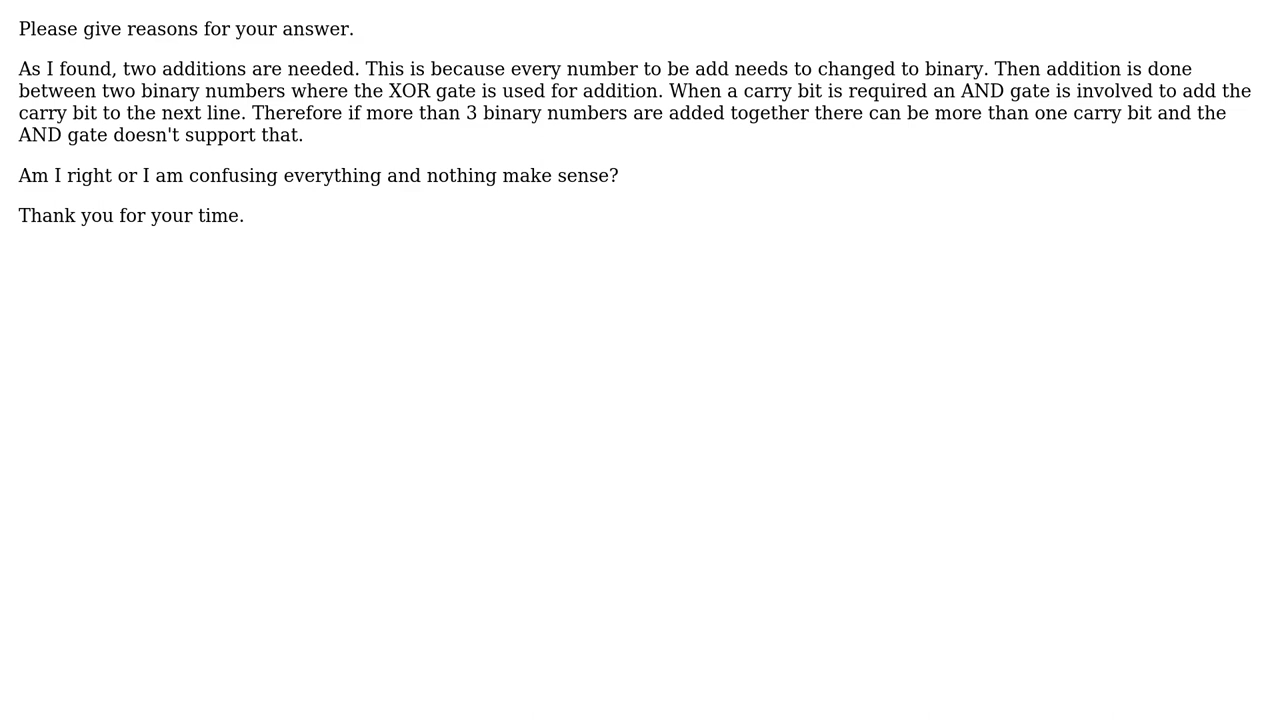 Please give reasons for your answer.
As I found, two additions are needed. This is because every number to be add needs to changed to binary. Then addition is done
between two binary numbers where the XOR gate is used for addition. When a carry bit is required an AND gate is involved to add the
carry bit to the next line. Therefore if more than 3 binary numbers are added together there can be more than one carry bit and the
AND gate doesn't support that.
Am I right or I am confusing everything and nothing make sense?
Thank you for your time.